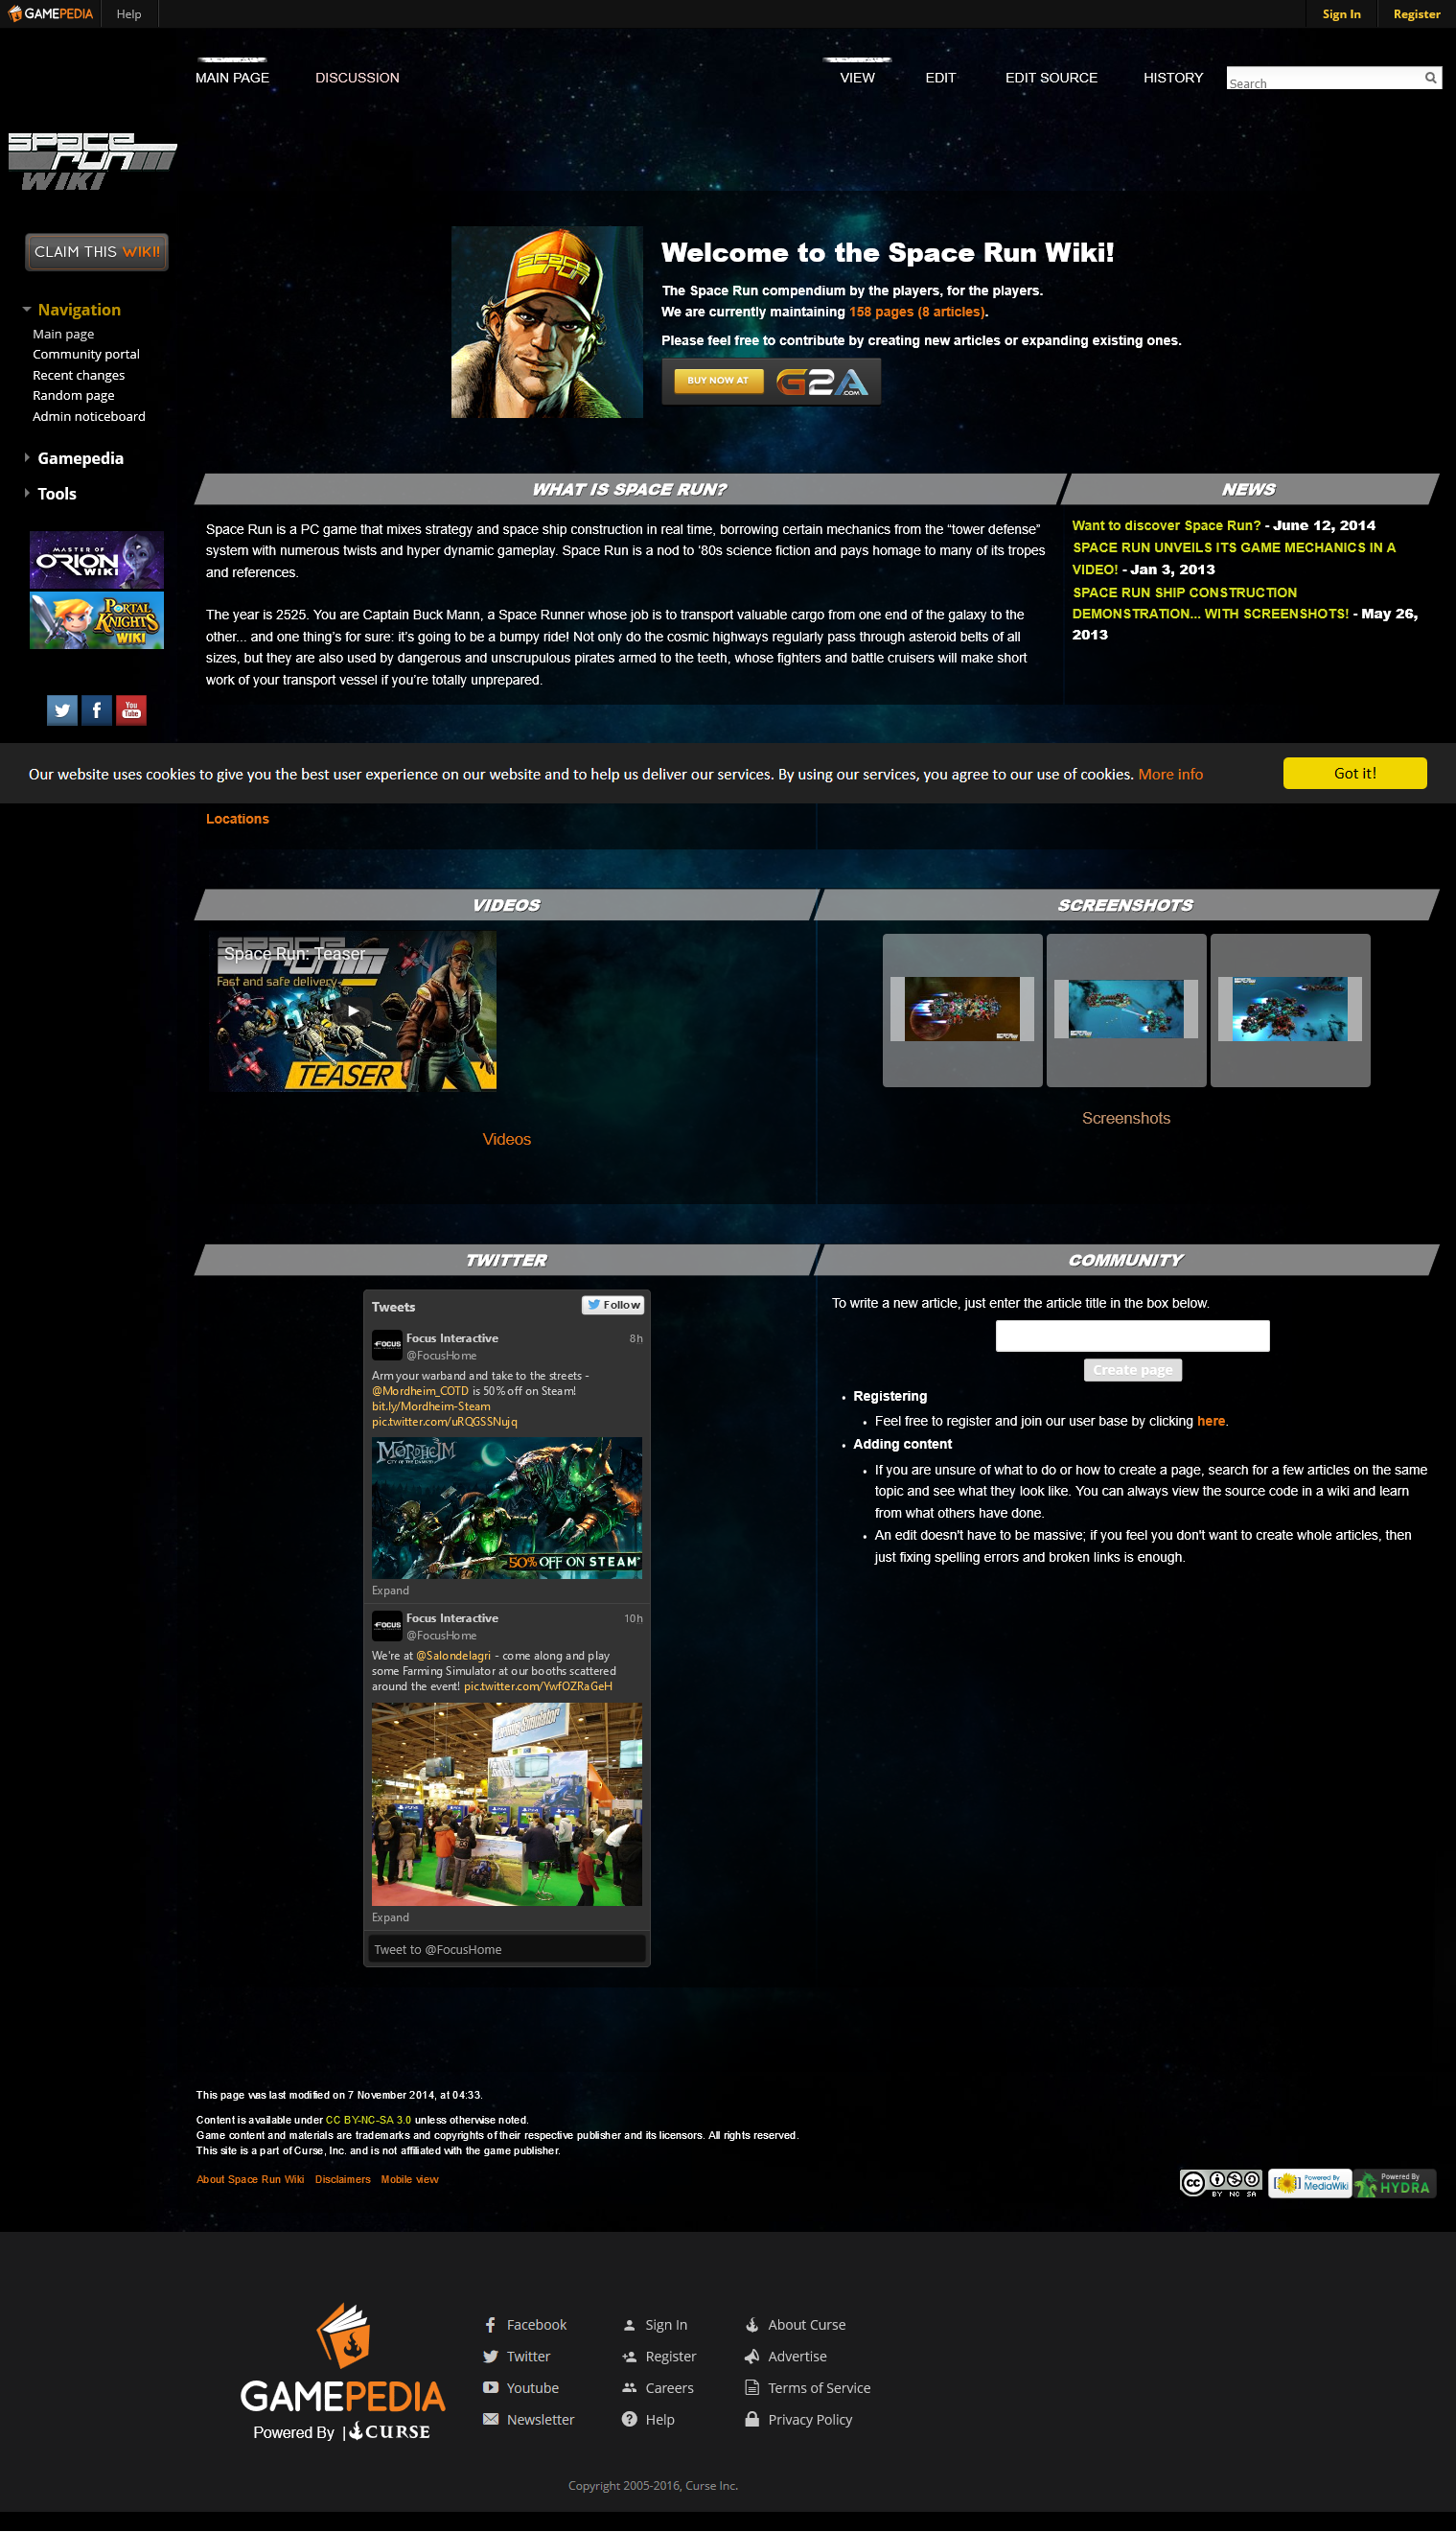 GAMEPEDIA
Help
Sign In
Register
MAIN PAGE
DISCUSSION
VIEW
EDIT
EDIT SOURCE
HISTORY
Search
SPACE
RUN
WIKI
CLAIM THIS WIKI!
Navigation
Main page
Community portal
Recent changes
Random page
Admin noticeboard
Gamepedia
Tools
MASTER OF
ORION
WIKI
PORTAL
KNIGHTS
WIKI
You
Tube
SPACE
RUN
Welcome to the Space Run Wiki!
The Space Run compendium by the players, for the players.
We are currently maintaining 158 pages (8 articles).
Please feel free to contribute by creating new articles or expanding existing ones.
BUY NOW AT
G2A
.COM
WHAT IS SPACE RUN?
Space Run is a PC game that mixes strategy and space ship construction in real time, borrowing certain mechanics from the “tower defense”
system with numerous twists and hyper dynamic gameplay. Space Run is a nod to '80s science fiction and pays homage to many of its tropes
and references.
The year is 2525. You are Captain Buck Mann, a Space Runner whose job is to transport valuable cargo from one end of the galaxy to the
other... and one thing’s for sure: it’s going to be a bumpy ride! Not only do the cosmic highways regularly pass through asteroid belts of all
sizes, but they are also used by dangerous and unscrupulous pirates armed to the teeth, whose fighters and battle cruisers will make short
work of your transport vessel if you’re totally unprepared.
NEWS
Want to discover Space Run? - June 12, 2014
SPACE RUN UNVEILS ITS GAME MECHANICS IN A
VIDEO! - Jan 3, 2013
SPACE RUN SHIP CONSTRUCTION
DEMONSTRATION... WITH SCREENSHOTS! - May 26,
2013
Our website uses cookies to give you the best user experience on our website and to help us deliver our services. By using our services, you agree to our use of cookies. More info
Got it!
Locations
VIDEOS
SPACE
Space Run: Teaser
RUN
Fast and safe delivery
TEASER
Videos
SCREENSHOTS
Screenshots
TWITTER
Tweets
Follow
Focus Interactive
8h
@FocusHome
Arm your warband and take to the streets -
@Mordheim_COTD is 50% off on Steam!
bit.ly/Mordheim-Steam
pic.twitter.com/uRQGSSNujq
MORDHEIM
CITY OF THE DAMNED
50% OFF ON STEAM
Expand
Focus Interactive
10h
@FocusHome
We're at @Salondelagri - come along and play
some Farming Simulator at our booths scattered
around the event! pic.twitter.com/YwfOZRaGeH
Farming Simulator
Expand
Tweet to @FocusHome
COMMUNITY
To write a new article, just enter the article title in the box below.
Create page
Registering
Feel free to register and join our user base by clicking here.
Adding content
If you are unsure of what to do or how to create a page, search for a few articles on the same
topic and see what they look like. You can always view the source code in a wiki and learn
from what others have done.
An edit doesn't have to be massive; if you feel you don't want to create whole articles, then
just fixing spelling errors and broken links is enough.
This page was last modified on 7 November 2014, at 04:33.
Content is available under CC BY-NC-SA 3.0 unless otherwise noted.
Game content and materials are trademarks and copyrights of their respective publisher and its licensors. All rights reserved.
This site is a part of Curse, Inc. and is not affiliated with the game publisher.
About Space Run Wiki
Disclaimers
Mobile view
CC
BY NC SA
Powered By
MediaWiki
Powered By
HYDRA
GAMEPEDIA
Powered By | CURSE
Facebook
Twitter
Youtube
Newsletter
Sign In
Register
Careers
Help
About Curse
Advertise
Terms of Service
Privacy Policy
Copyright 2005-2016, Curse Inc.